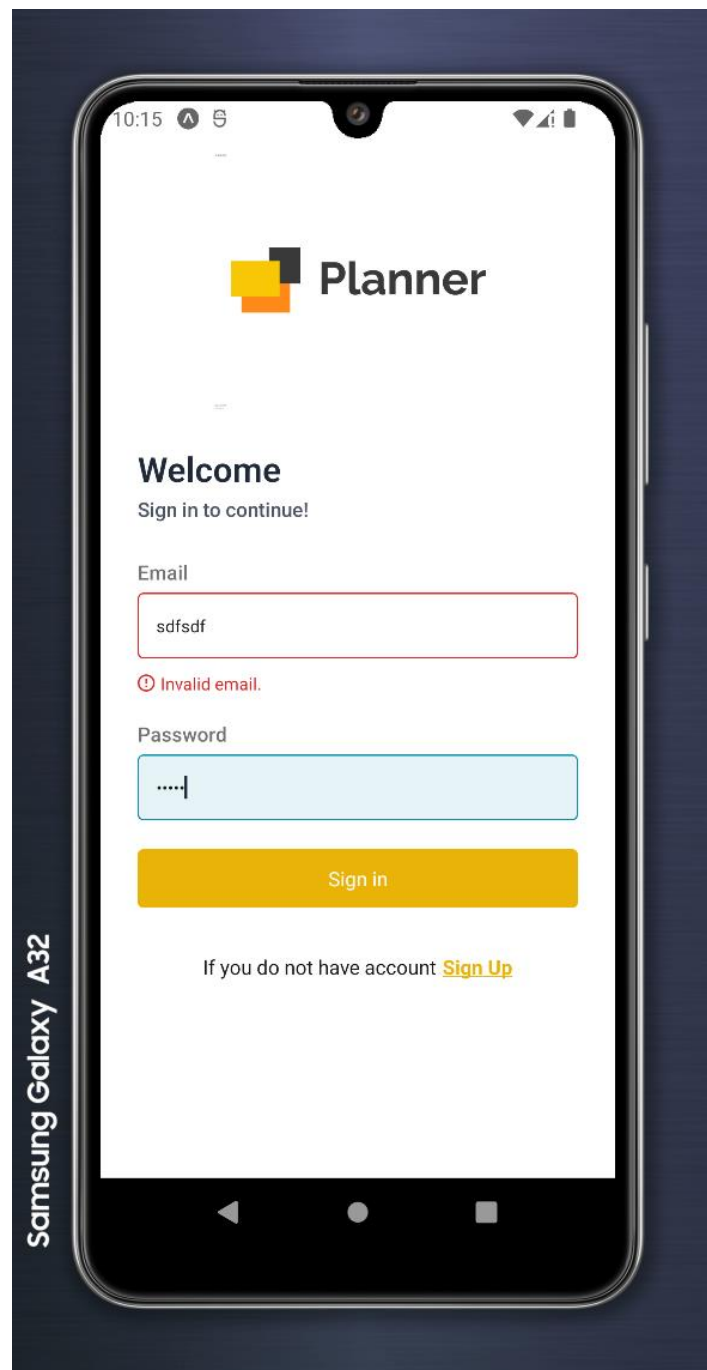 10:15
Planner
Welcome
Sign in to continue!
Email
sdfsdf
Invalid email.
Password
•••••
Sign in
If you do not have account Sign Up
Samsung Galaxy A32